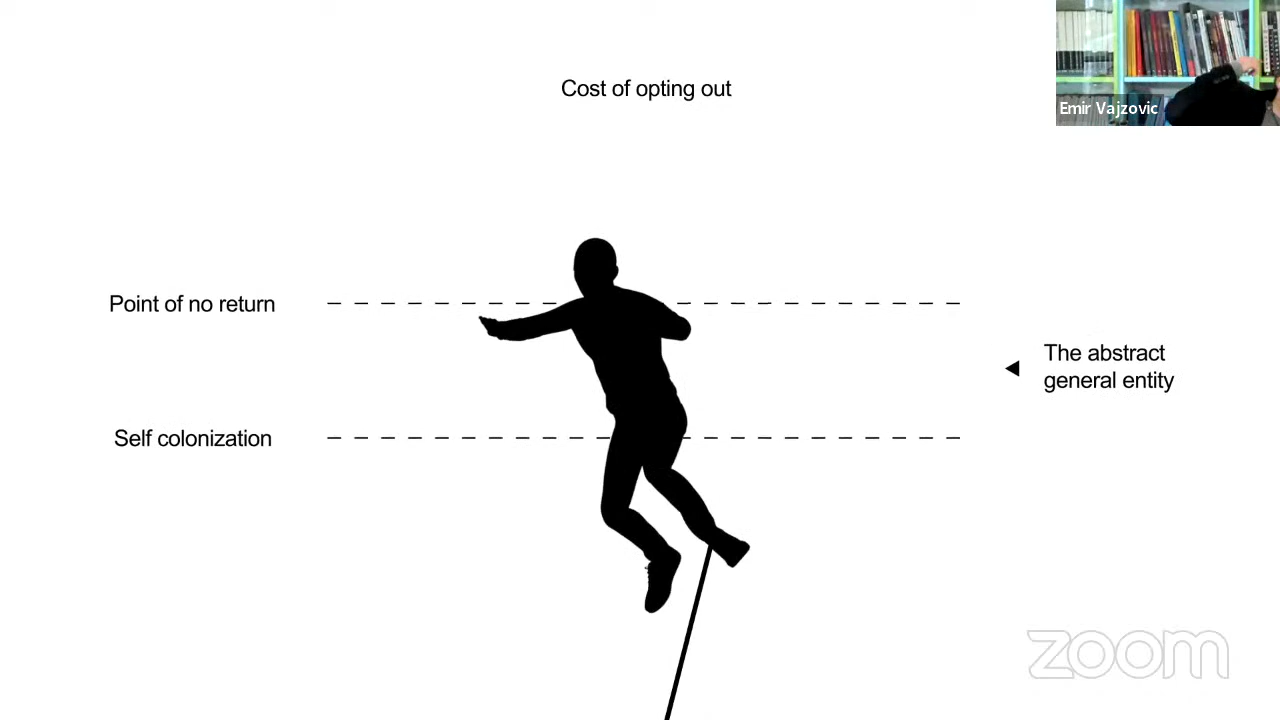 Cost of opting out
Emir Vajzovic
Point of no return
The abstract
general entity
Self colonization
zoom